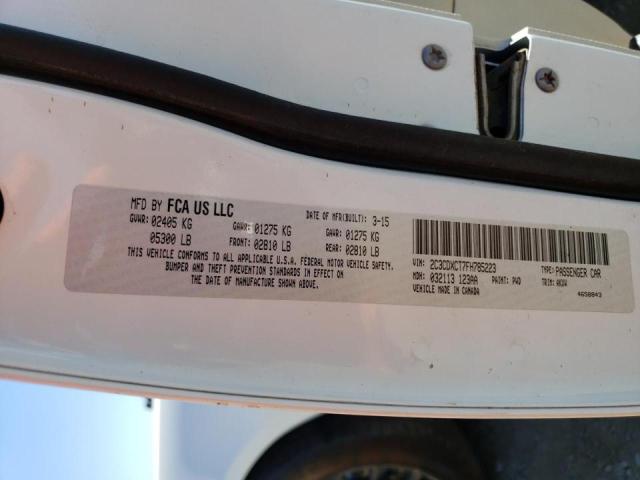 MFD BY FCA US LLC
DATE OF MFR(BUILT): 3-15
GVWR: 02405 KG GAWR: 01275 KG GAWR: 01275 KG
05300 LB FRONT: 02810 LB REAR: 02810 LB
THIS VEHICLE CONFORMS TO ALL APPLICABLE U.S.A. FEDERAL MOTOR VEHICLE SAFETY,
BUMPER AND THEFT PREVENTION STANDARDS IN EFFECT ON
THE DATE OF MANUFACTURE SHOWN ABOVE.
VIN: 2C3CDXCT7FH785223 TYPE: PASSENGER CAR
MDH: 032113 123AA PAINT: PW7 TRIM:
VEHICLE MADE IN CANADA 4658843